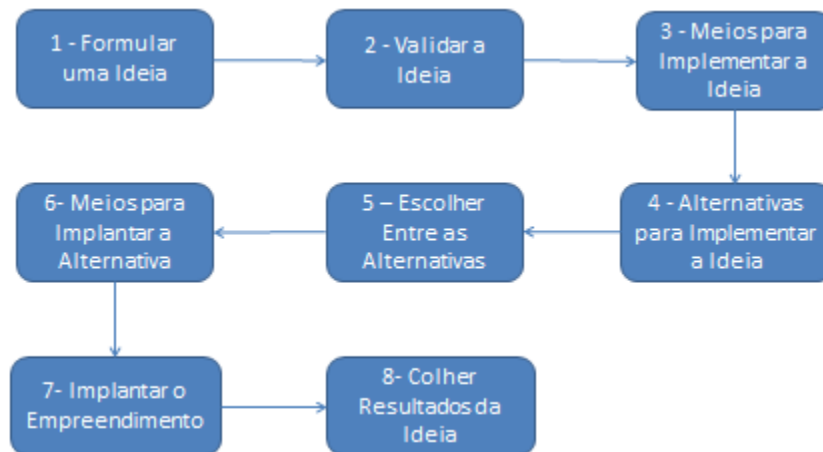 1 - Formular
uma Ideia
2 - Validar a
Ideia
3 - Meios para
Implementar a
Ideia
4 - Alternativas
para Implementar
a Ideia
5 – Escolher
Entre as
Alternativas
6- Meios para
Implantar a
Alternativa
7- Implantar o
Empreendimento
8- Colher
Resultados da
Ideia